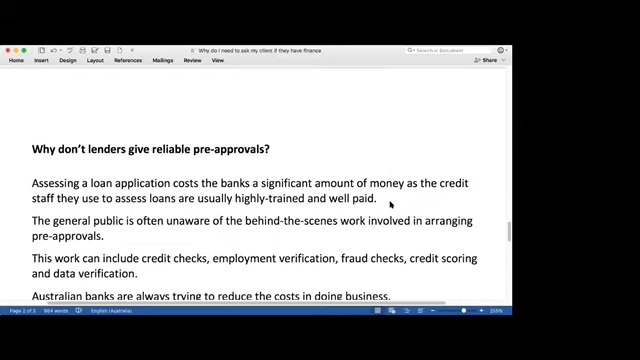 Why do I need to ask my client if they have finance
Search in Document
Home Insert Design Layout References Mailings Review View Share
Why don't lenders give reliable pre-approvals?
Assessing a loan application costs the banks a significant amount of money as the credit
staff they use to assess loans are usually highly-trained and well paid.
The general public is often unaware of the behind-the-scenes work involved in arranging
pre-approvals.
This work can include credit checks, employment verification, fraud checks, credit scoring
and data verification.
Australian banks are always trying to reduce the costs in doing business.
Page 2 of 3 984 words English (Australia)